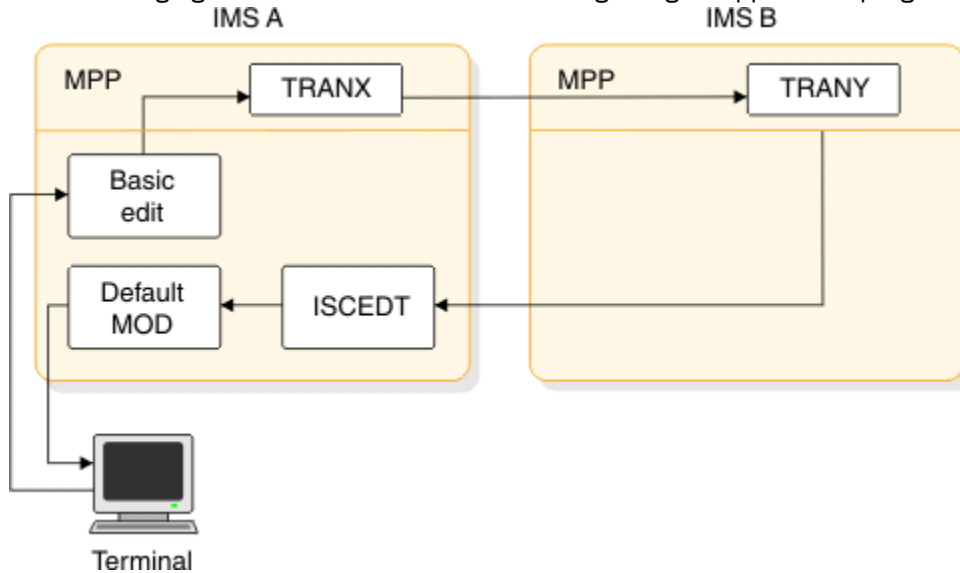 IMS A
IMS B
MPP
TRANX
MPP
TRANY
Basic
edit
Default
MOD
ISCEDT
Terminal